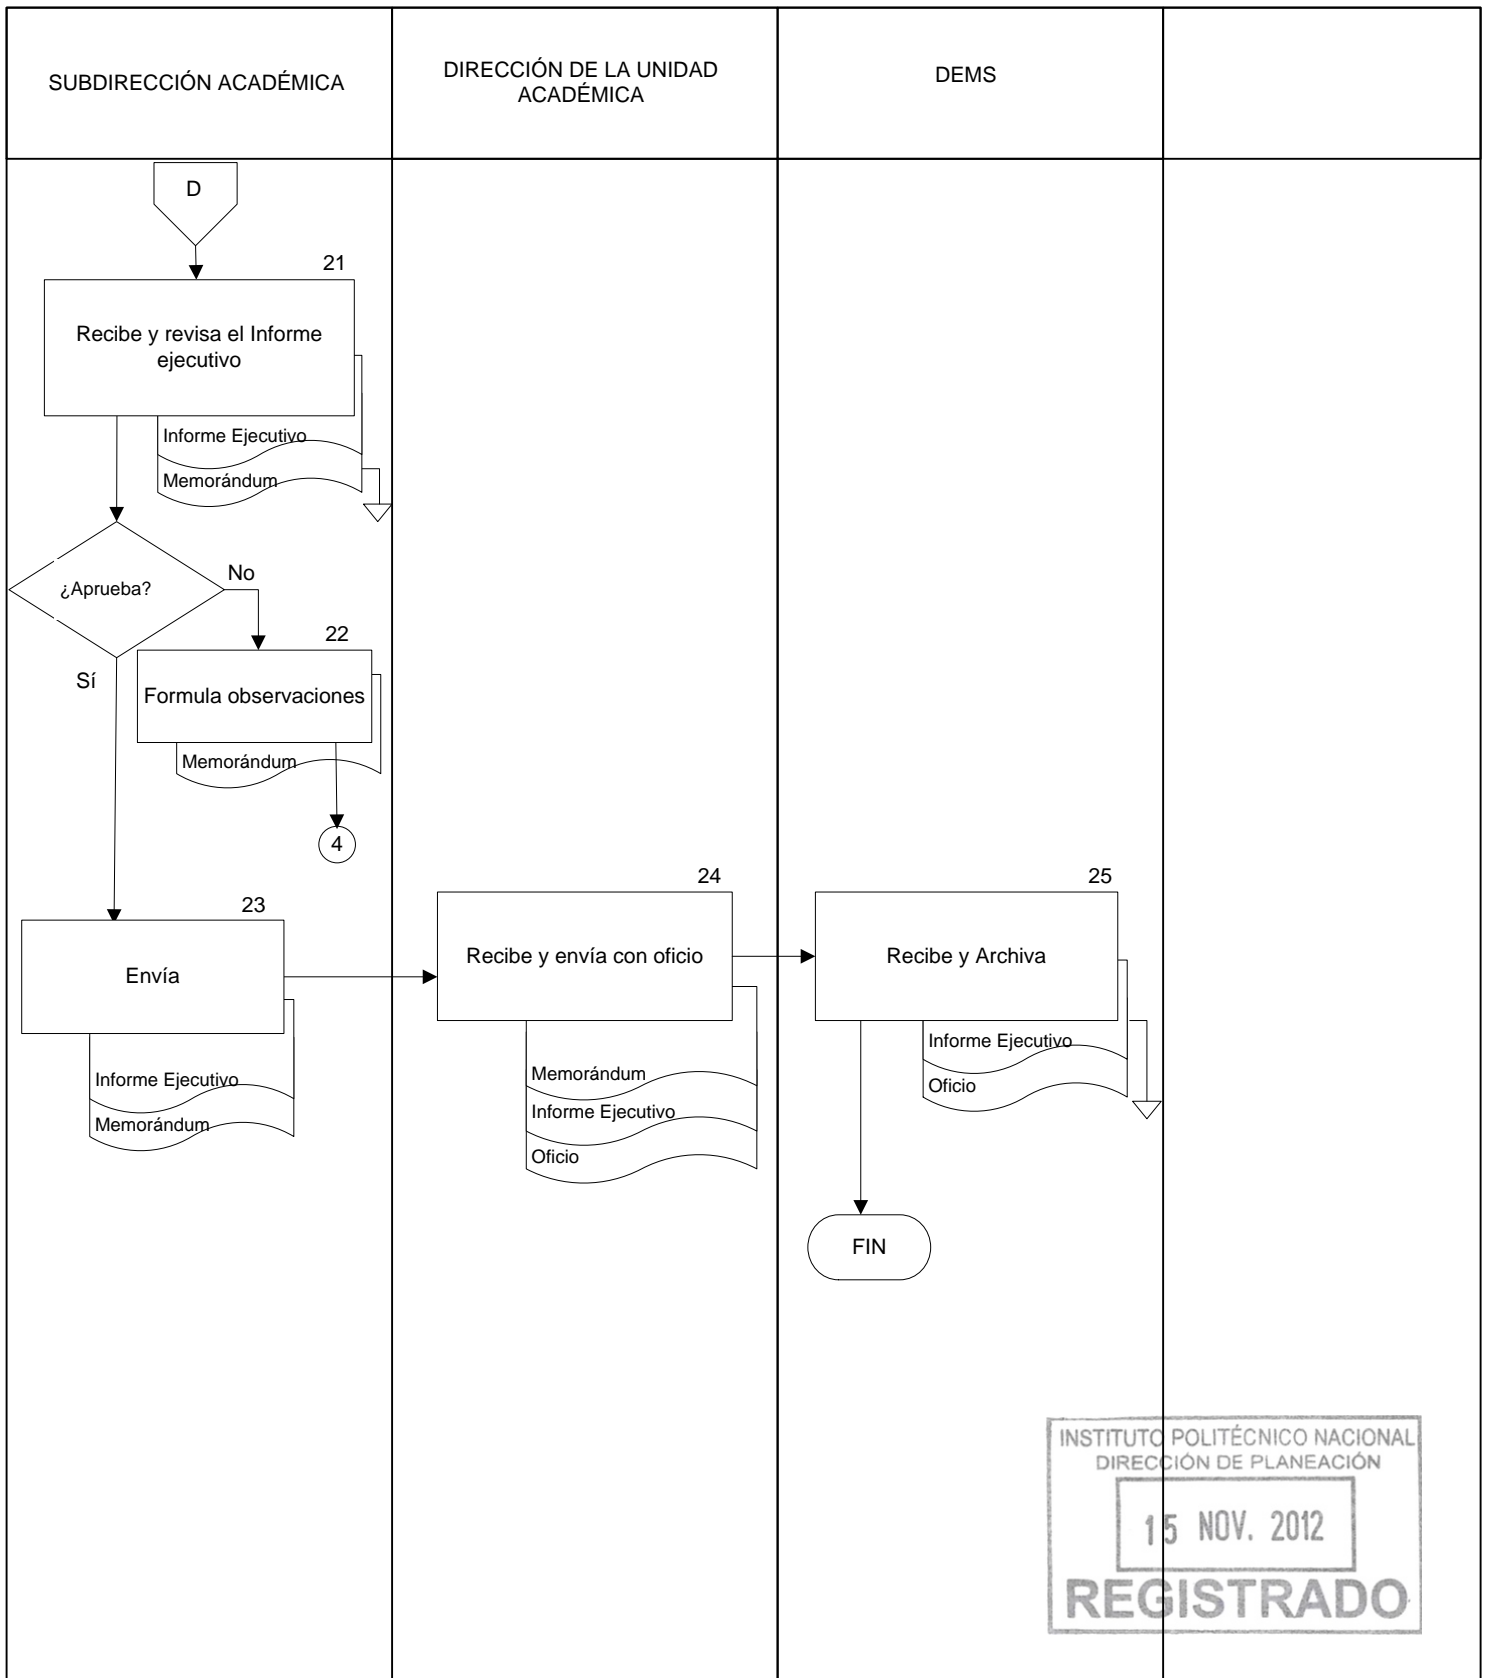 SUBDIRECCIÓN ACADÉMICA
DIRECCIÓN DE LA UNIDAD
ACADÉMICA
DEMS
D
21
Recibe y revisa el Informe
ejecutivo
Informe Ejecutivo
Memorándum
¿Aprueba?
No
Sí
22
Formula observaciones
Memorándum
4
23
Envía
Informe Ejecutivo
Memorándum
24
Recibe y envía con oficio
Memorándum
Informe Ejecutivo
Oficio
25
Recibe y Archiva
Informe Ejecutivo
Oficio
FIN
INSTITUTO POLITÉCNICO NACIONAL
DIRECCIÓN DE PLANEACIÓN
15 NOV. 2012
REGISTRADO